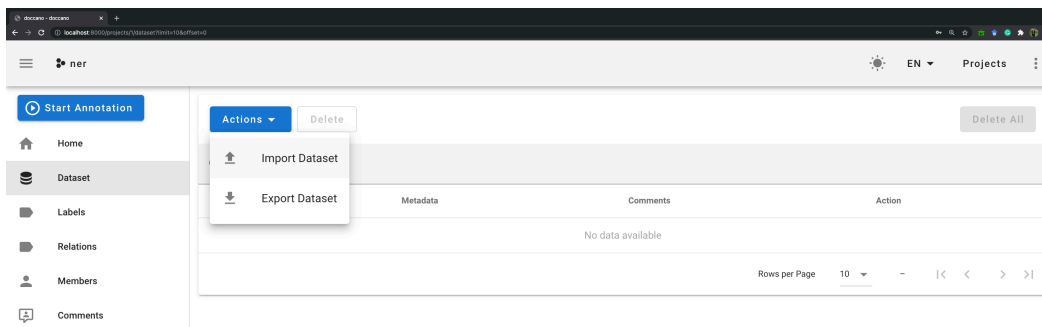 doccano - doccano
localhost:8000/projects/1/dataset?limit=10&offset=0
ner
EN
Projects
Start Annotation
Actions
Delete
Delete All
Home
Import Dataset
Dataset
Export Dataset
Metadata
Comments
Action
Labels
No data available
Relations
Rows per Page
10
–
Members
Comments